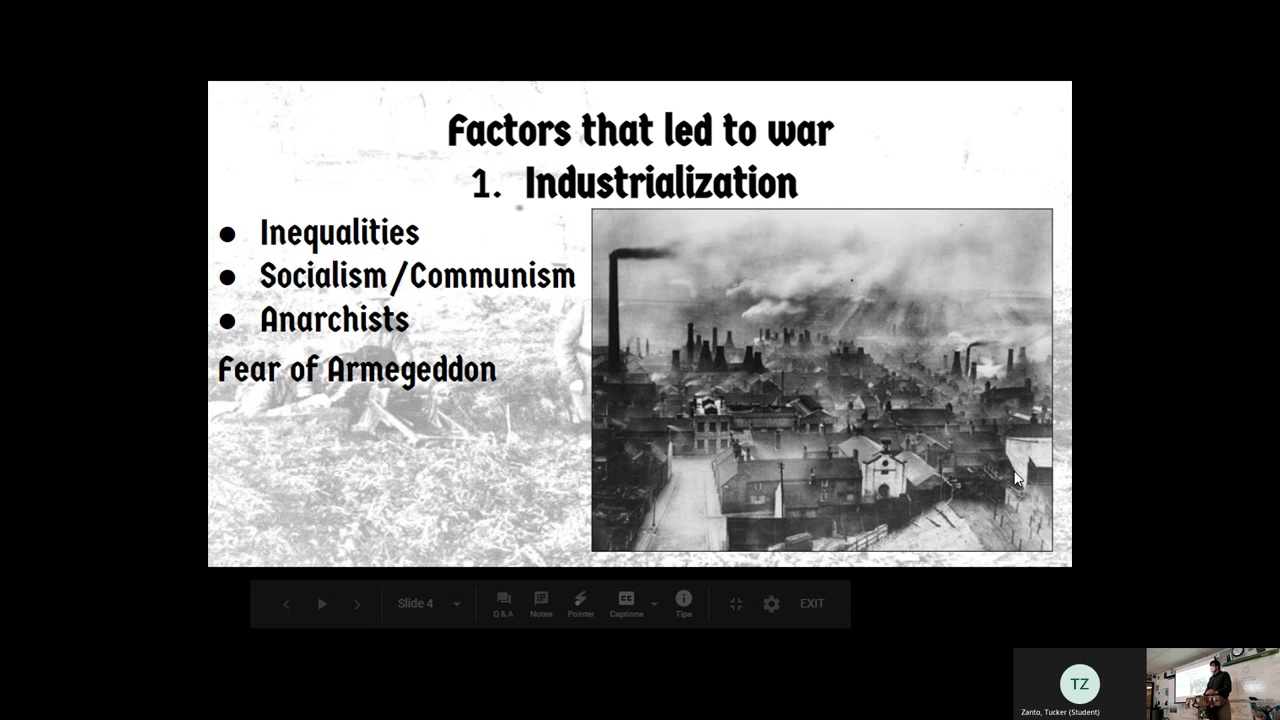 Factors that led to war
1. Industrialization
● Inequalities
● Socialism/Communism
● Anarchists
Fear of Armegeddon
Slide 4
Q & A
Notes
Pointer
CC
Captions
Tips
EXIT
TZ
Zanto, Tucker (Student)